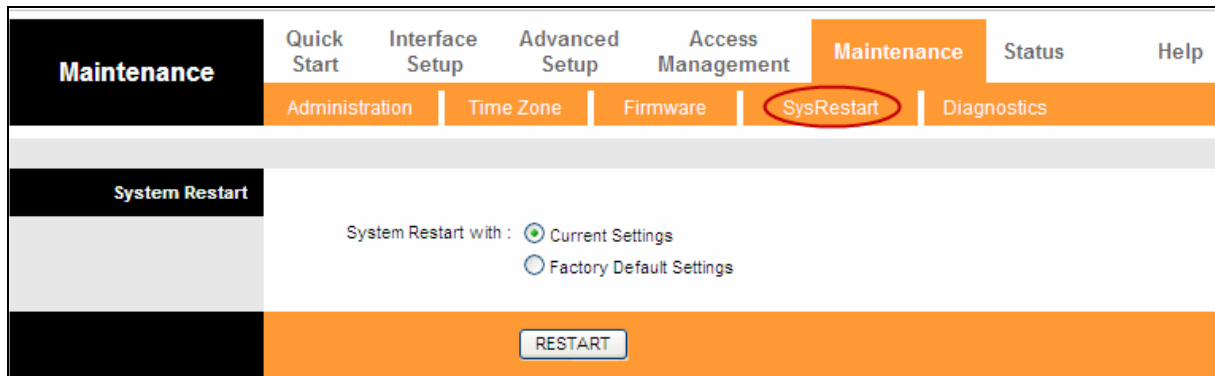 Maintenance
Quick Start
Interface Setup
Advanced Setup
Access Management
Maintenance
Status
Help
Administration
Time Zone
Firmware
SysRestart
Diagnostics
System Restart
System Restart with : Current Settings
Factory Default Settings
RESTART